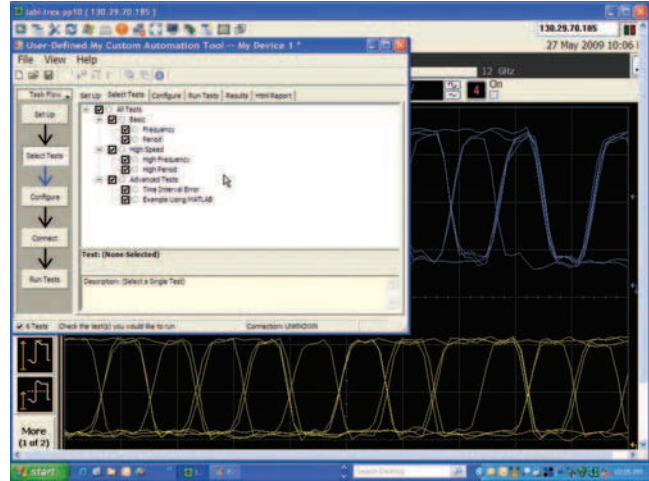 labi-trex-pp10 ( 130.29.70.185 )
130.29.70.185
27 May 2009 10:06
User-Defined My Custom Automation Tool -- My Device 1 *
File View Help
12 GHz
4 On
Task Flow
Set Up Select Tests Configure Run Tests Results Html Report
Set Up
Select Tests
Configure
Connect
Run Tests
All Tests
Basic
Frequency
Period
High Speed
High Frequency
High Period
Advanced Tests
Time Interval Error
Example Using MATLAB
Test: (None Selected)
Description: (Select a Single Test)
6 Tests Check the test(s) you would like to run Connection: UNKNOWN
More
(1 of 2)
start
Search Desktop